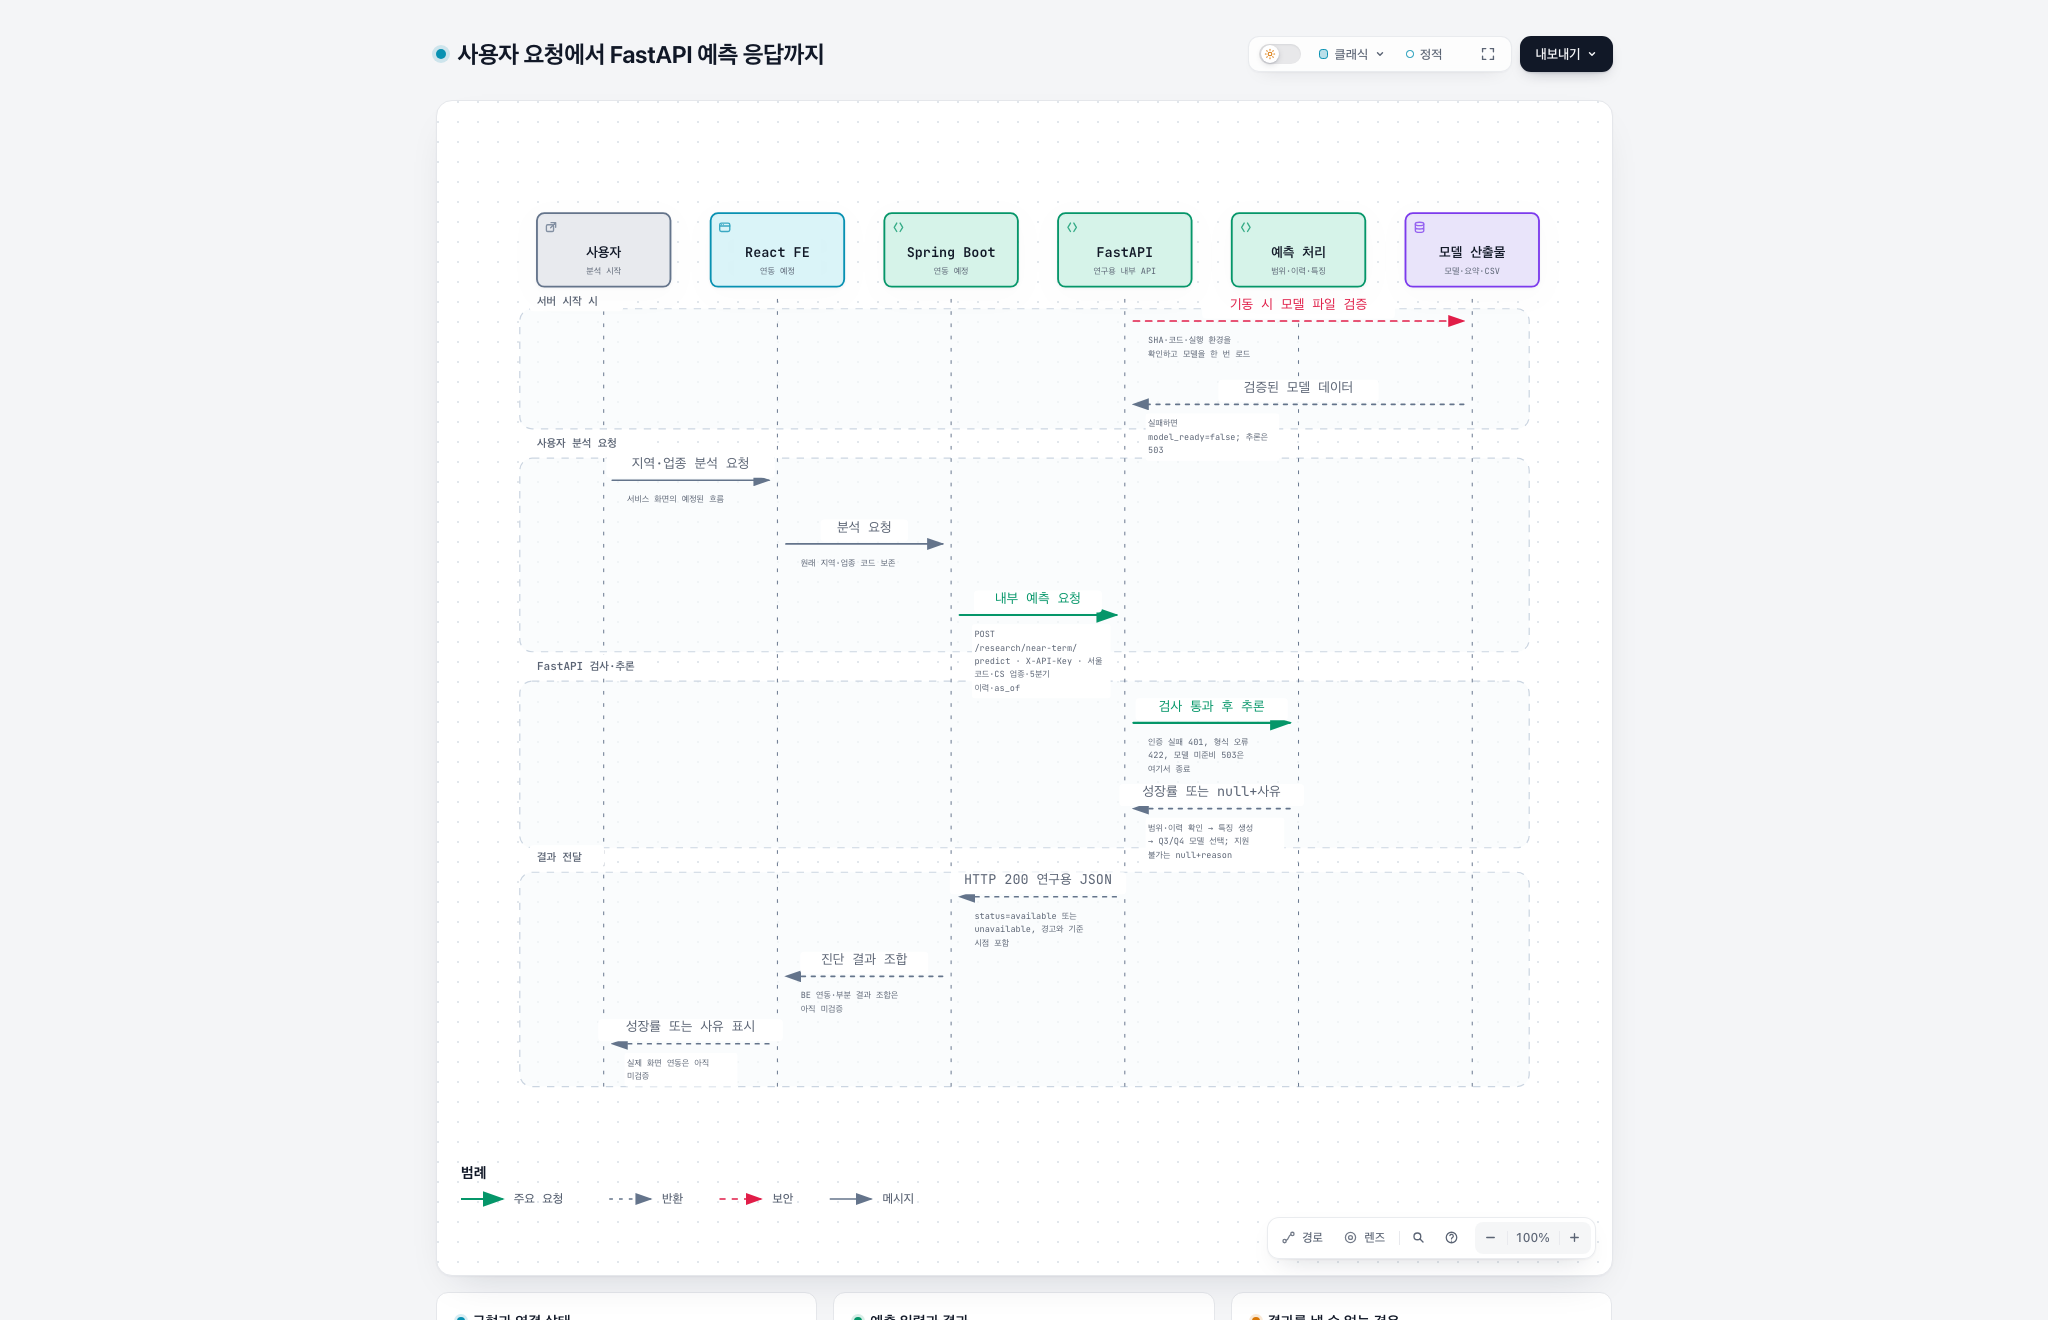 사용자 요청에서 FastAPI 예측 응답까지
클래식
정적
내보내기
사용자
분석 시작
React FE
연동 예정
Spring Boot
연동 예정
FastAPI
연구용 내부 API
예측 처리
범위·이력·특징
모델 산출물
모델·요약·CSV
서버 시작 시
기동 시 모델 파일 검증
SHA·코드·실행 환경을
확인하고 모델을 한 번 로드
검증된 모델 데이터
실패하면
model_ready=false; 추론은
503
사용자 분석 요청
지역·업종 분석 요청
서비스 화면의 예정된 흐름
분석 요청
원래 지역·업종 코드 보존
내부 예측 요청
POST
/research/near-term/
predict · X-API-Key · 서울
코드·CS 업종·5분기
이력·as_of
FastAPI 검사·추론
검사 통과 후 추론
인증 실패 401, 형식 오류
422, 모델 미준비 503은
여기서 종료
성장률 또는 null+사유
범위·이력 확인 → 특징 생성
→ Q3/Q4 모델 선택; 지원
불가는 null+reason
결과 전달
HTTP 200 연구용 JSON
status=available 또는
unavailable, 경고와 기준
시점 포함
진단 결과 조합
BE 연동·부분 결과 조합은
아직 미검증
성장률 또는 사유 표시
실제 화면 연동은 아직
미검증
범례
주요 요청
반환
보안
메시지
경로
렌즈
100%